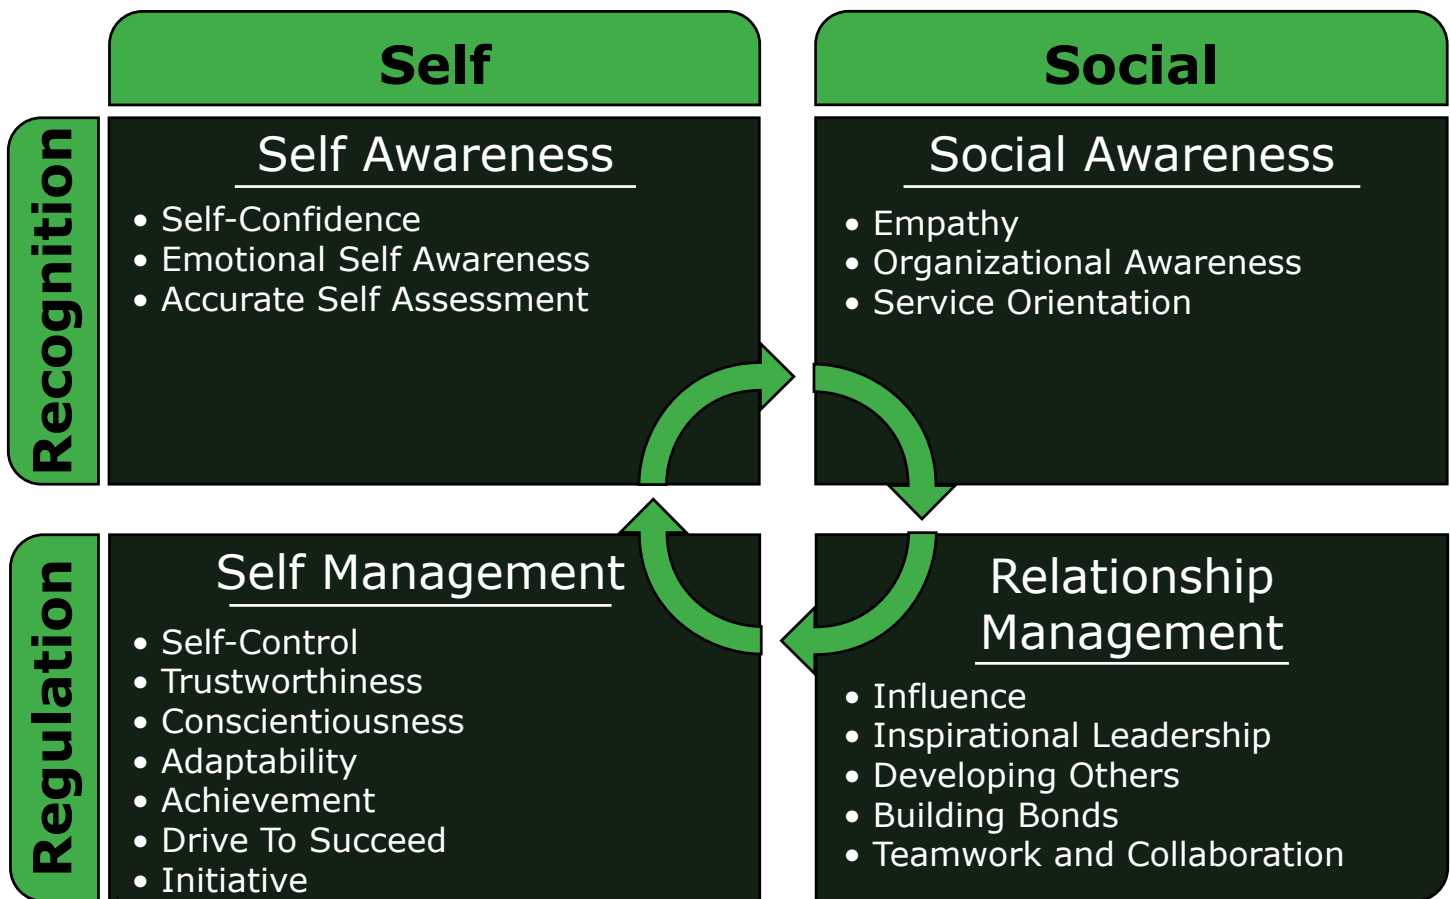 Self
Social
Recognition
Self Awareness
• Self-Confidence
• Emotional Self Awareness
• Accurate Self Assessment
Social Awareness
• Empathy
• Organizational Awareness
• Service Orientation
Regulation
Self Management
• Self-Control
• Trustworthiness
• Conscientiousness
• Adaptability
• Achievement
• Drive To Succeed
• Initiative
Relationship
Management
• Influence
• Inspirational Leadership
• Developing Others
• Building Bonds
• Teamwork and Collaboration